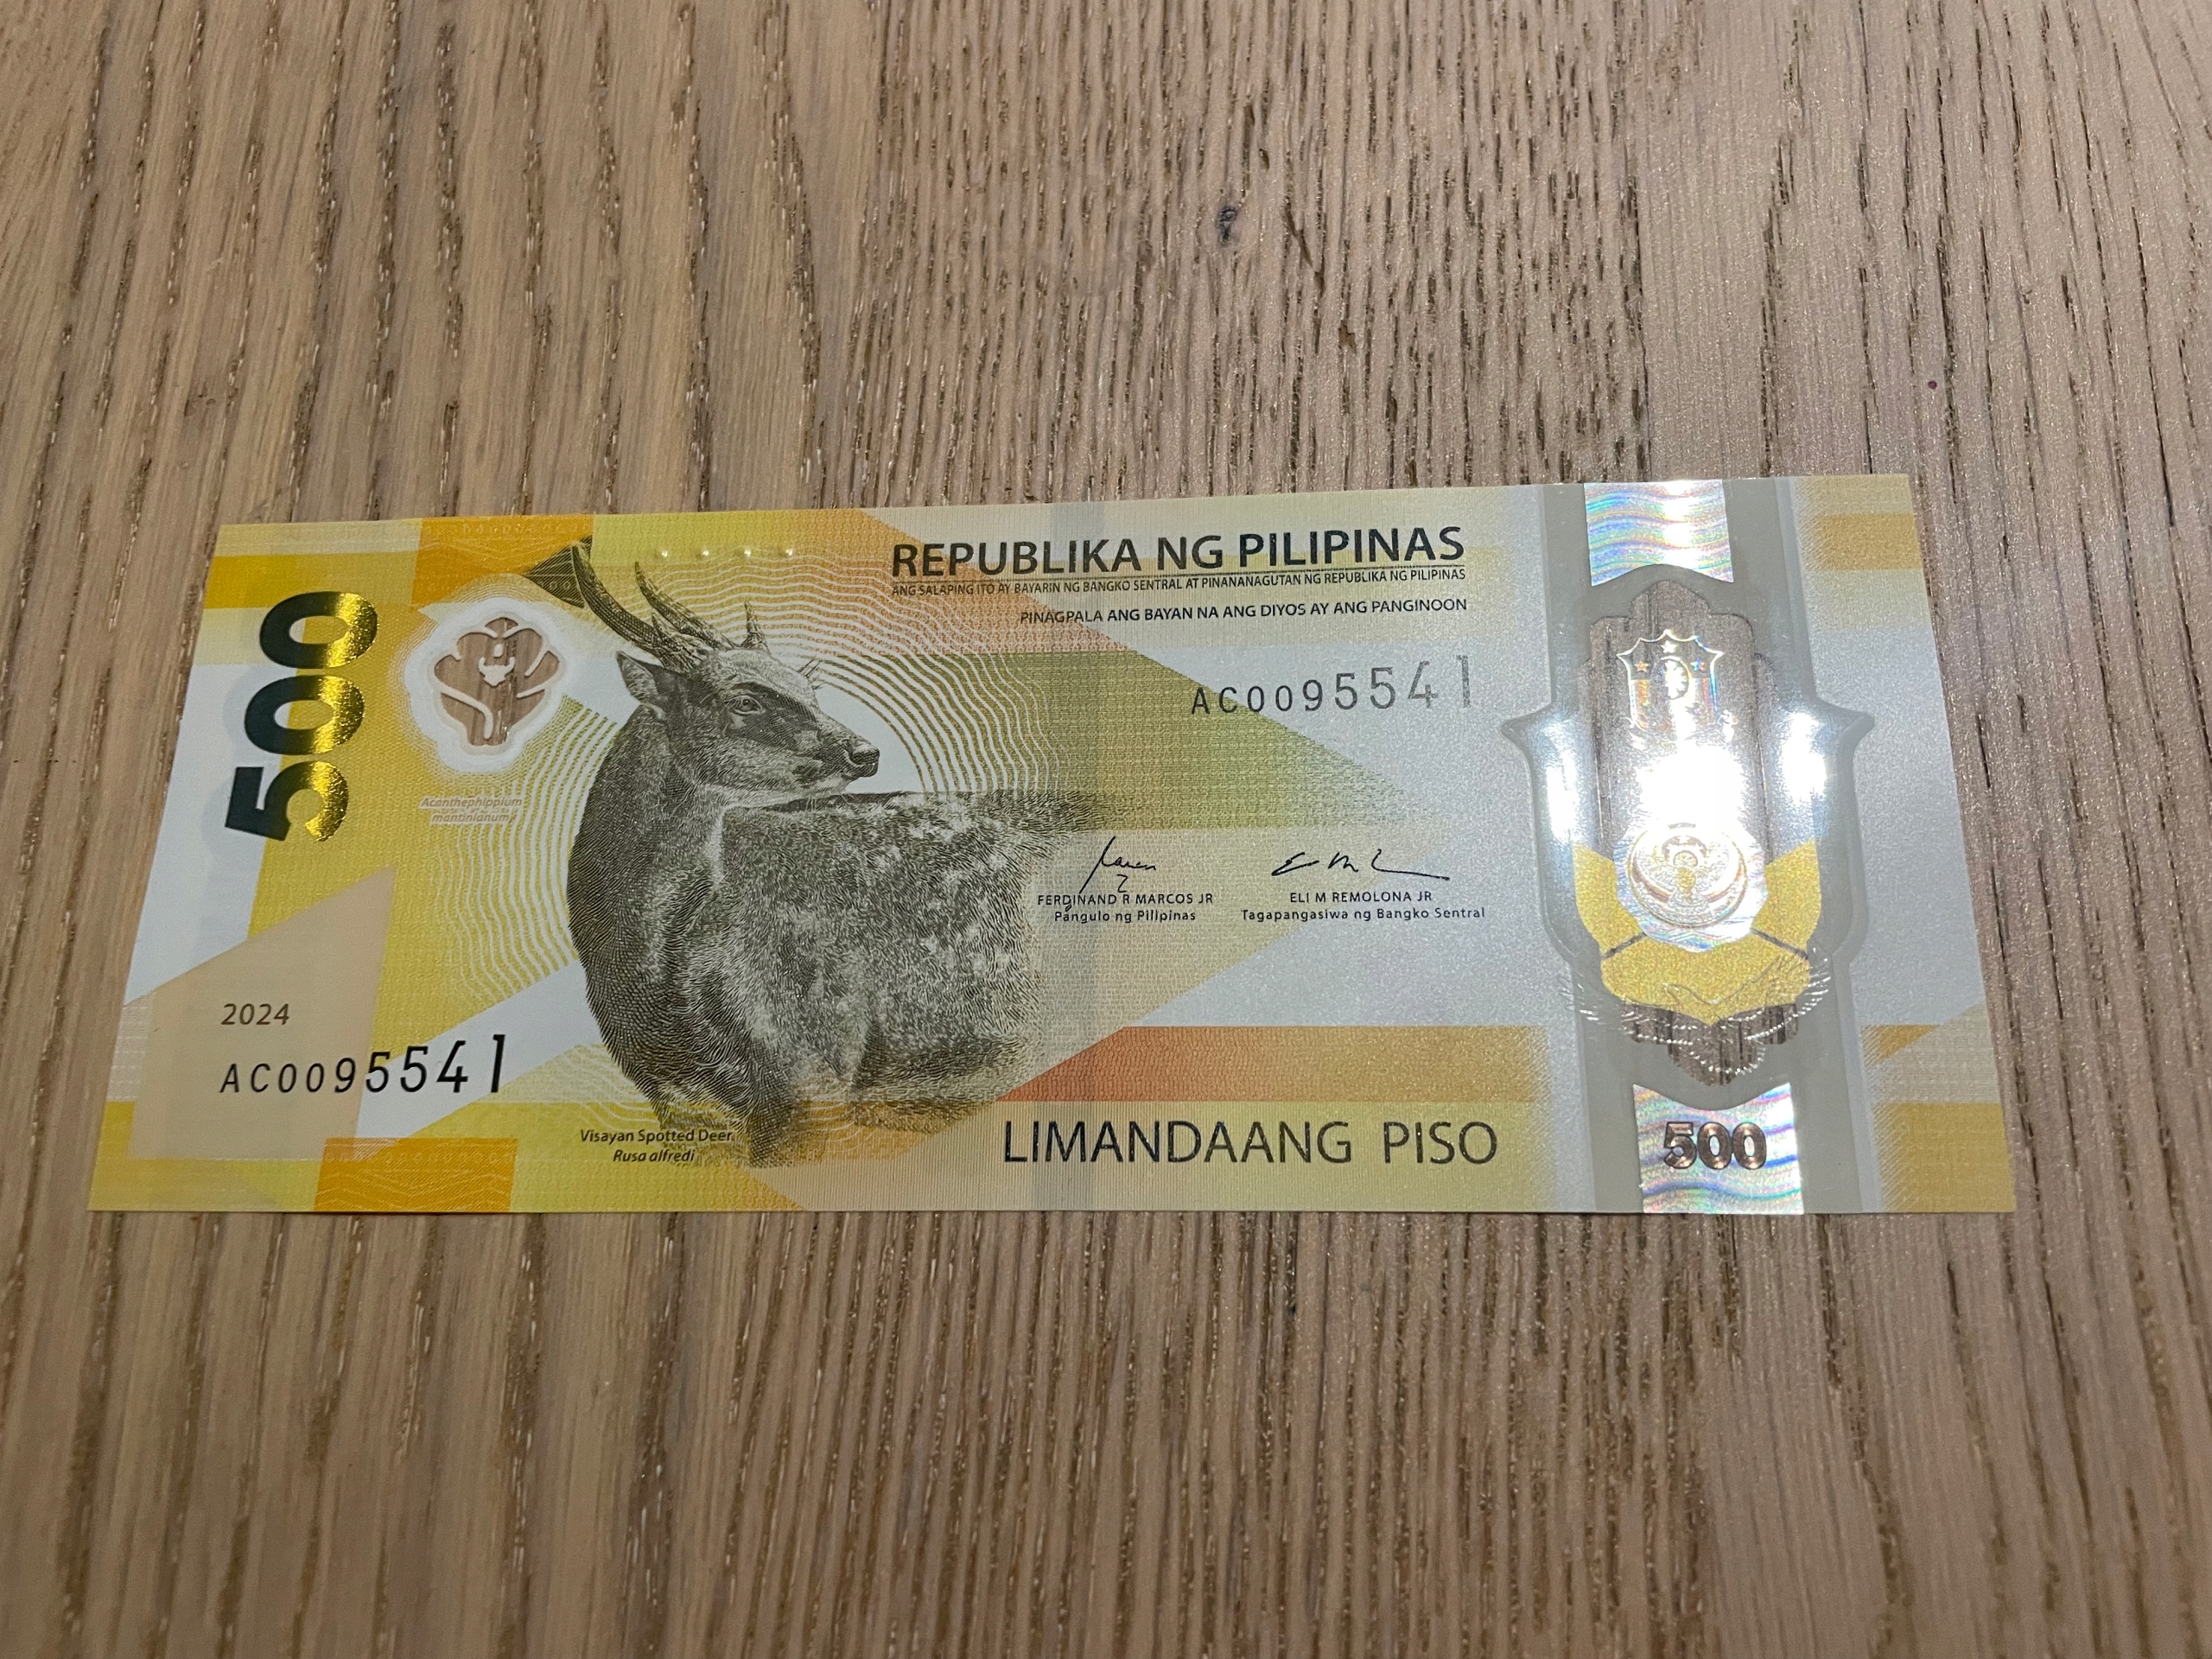 500
REPUBLIKA NG PILIPINAS
ANG SALAPING ITO AY BAYARIN NG BANGKO SENTRAL AT PINANANAGUTAN NG REPUBLIKA NG PILIPINAS
PINAGPALA ANG BAYAN NA ANG DIYOS AY ANG PANGINOON
AC0095541
Acanthephippium
mantinianum
FERDINAND R MARCOS JR
Pangulo ng Pilipinas
ELI M REMOLONA JR
Tagapangasiwa ng Bangko Sentral
2024
AC0095541
Visayan Spotted Deer
Rusa alfredi
LIMANDAANG PISO
500